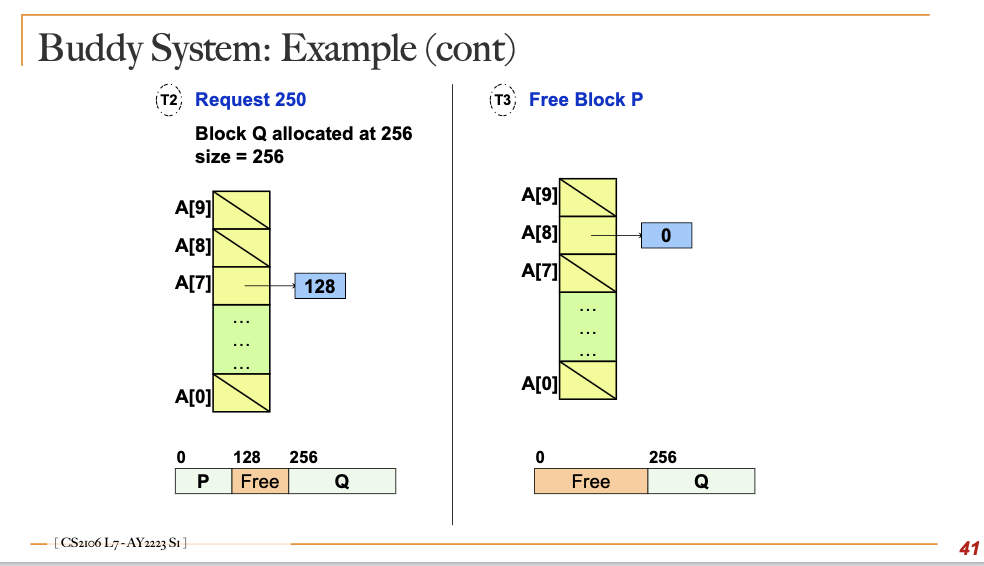 Buddy System: Example (cont)
T2 Request 250
Block Q allocated at 256
size = 256
A[9]
A[8]
A[7] 128
...
...
...
A[0]
0 128 256
P Free Q
T3 Free Block P
A[9]
A[8] 0
A[7]
...
...
...
A[0]
0 256
Free Q
[ CS2106 L7 - AY2223 S1 ]
41